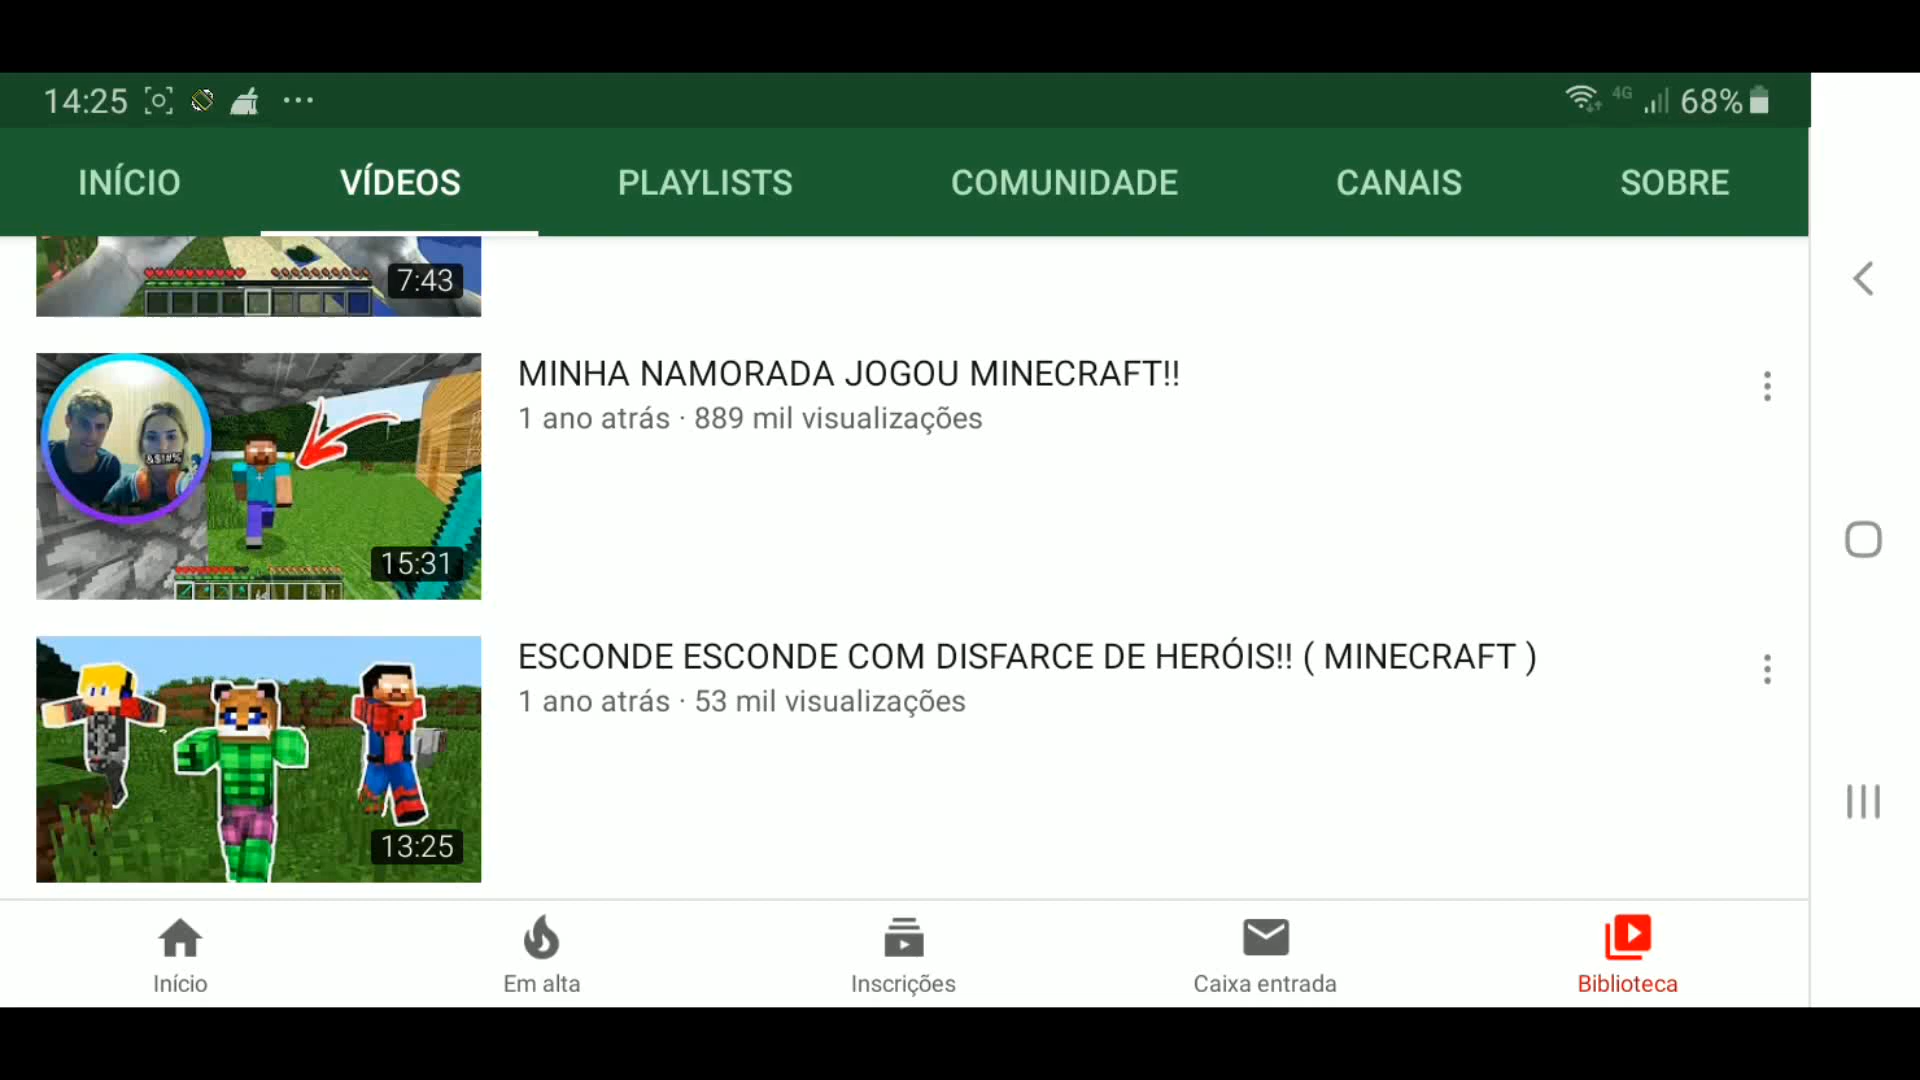 14:25
4G
68%
INÍCIO
VÍDEOS
PLAYLISTS
COMUNIDADE
CANAIS
SOBRE
7:43
MINHA NAMORADA JOGOU MINECRAFT!!
1 ano atrás · 889 mil visualizações
&$!#%
15:31
ESCONDE ESCONDE COM DISFARCE DE HERÓIS!! ( MINECRAFT )
1 ano atrás · 53 mil visualizações
13:25
Início
Em alta
Inscrições
Caixa entrada
Biblioteca